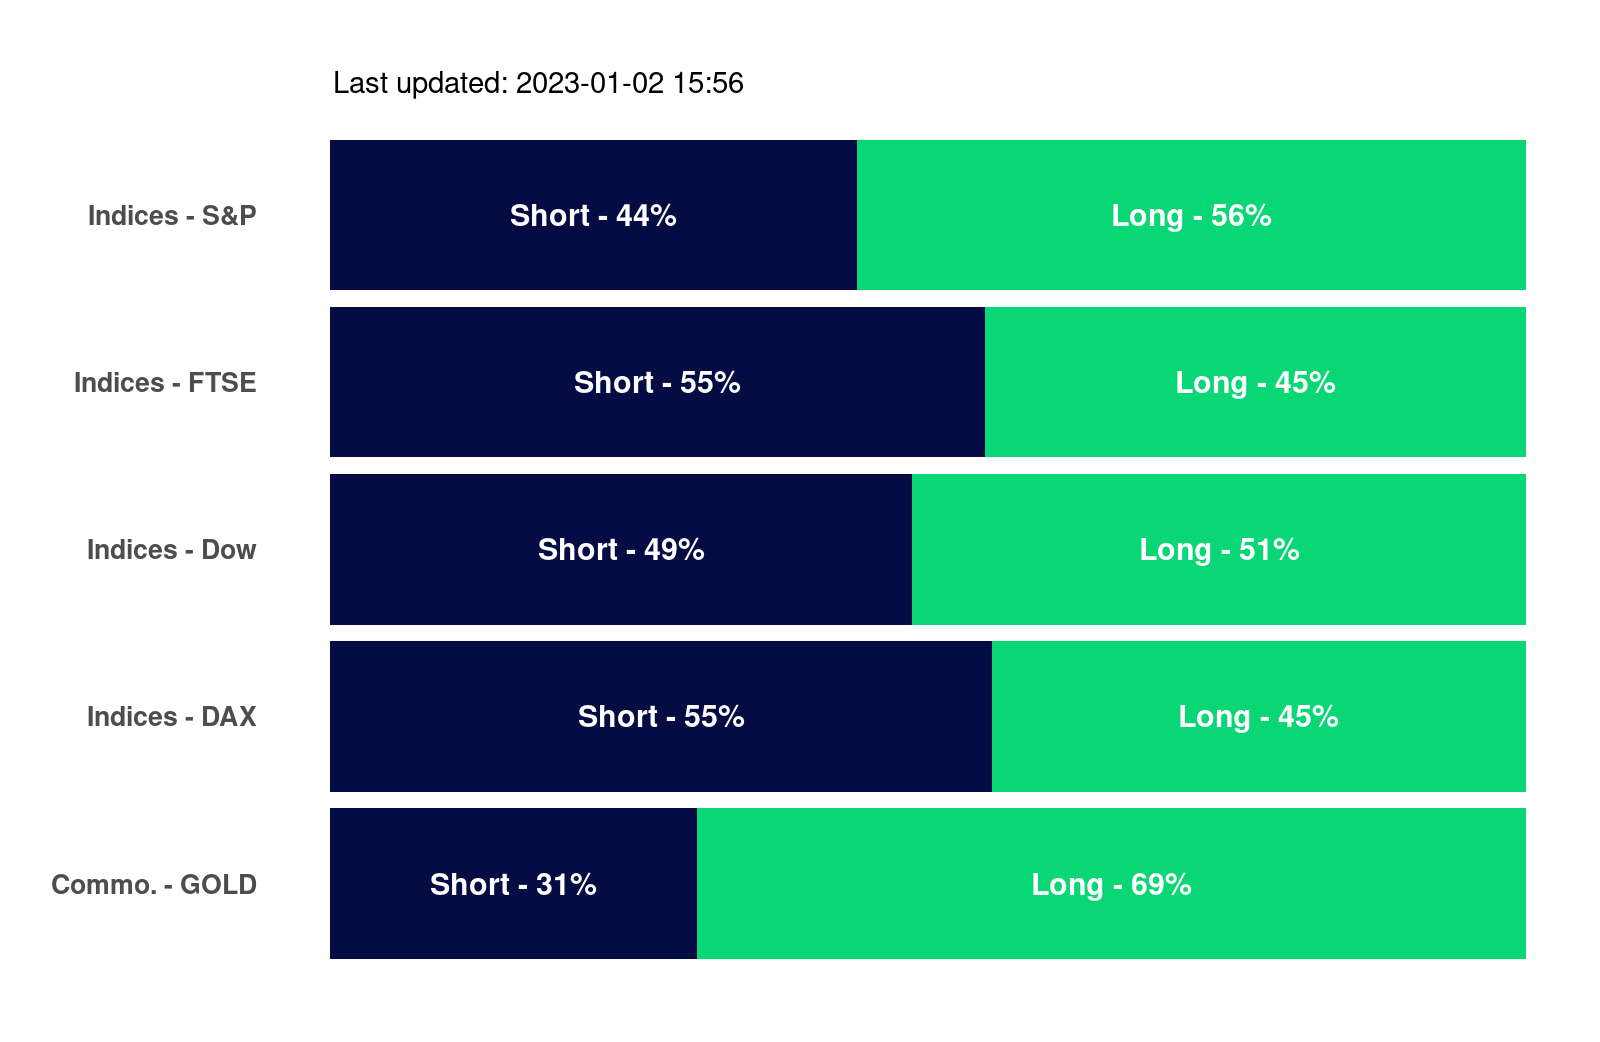 Last updated: 2023-01-02 15:56
Indices - S&P Short - 44% Long - 56%
Indices - FTSE Short - 55% Long - 45%
Indices - Dow Short - 49% Long - 51%
Indices - DAX Short - 55% Long - 45%
Commo. - GOLD Short - 31% Long - 69%